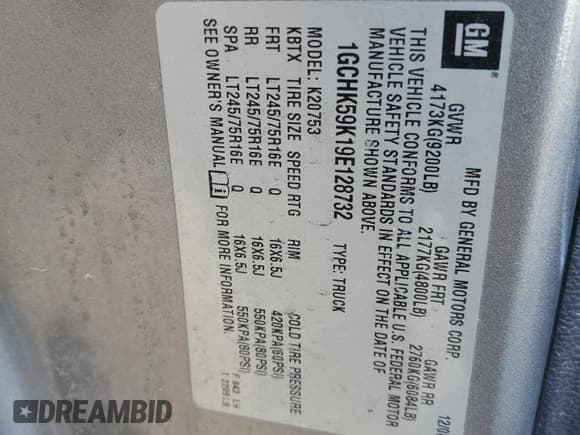 GM
®
MFD BY GENERAL MOTORS CORP.
GVWR GAWR FRT GAWR RR
4173KG(9200LB) 2177KG(4800LB) 2760KG(6084LB)
THIS VEHICLE CONFORMS TO ALL APPLICABLE U.S. FEDERAL MOTOR
VEHICLE SAFETY STANDARDS IN EFFECT ON THE DATE OF
MANUFACTURE SHOWN ABOVE.
1GCHK59K19E128732 TYPE: TRUCK
MODEL: K20753
KBTX TIRE SIZE SPEED RTG RIM COLD TIRE PRESSURE
FRT LT245/75R16E Q 16X6.5J 420KPA(60PSI)
RR LT245/75R16E Q 16X6.5J 550KPA(80PSI)
SPA LT245/75R16E Q 16X6.5J 550KPA(80PSI)
SEE OWNER'S MANUAL i FOR MORE INFORMATION.
DREAMBID